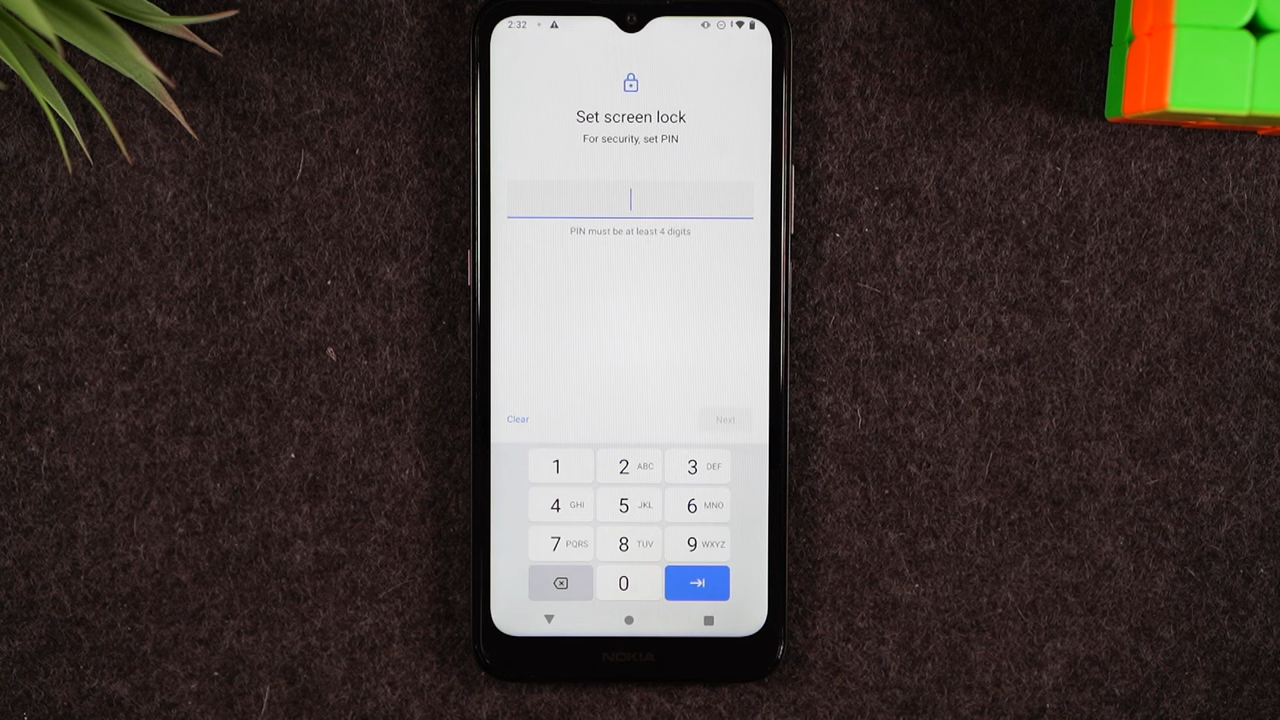 2:32
Set screen lock
For security, set PIN
PIN must be at least 4 digits
Clear
Next
1
2 ABC
3 DEF
4 GHI
5 JKL
6 MNO
7 PQRS
8 TUV
9 WXYZ
0
NOKIA